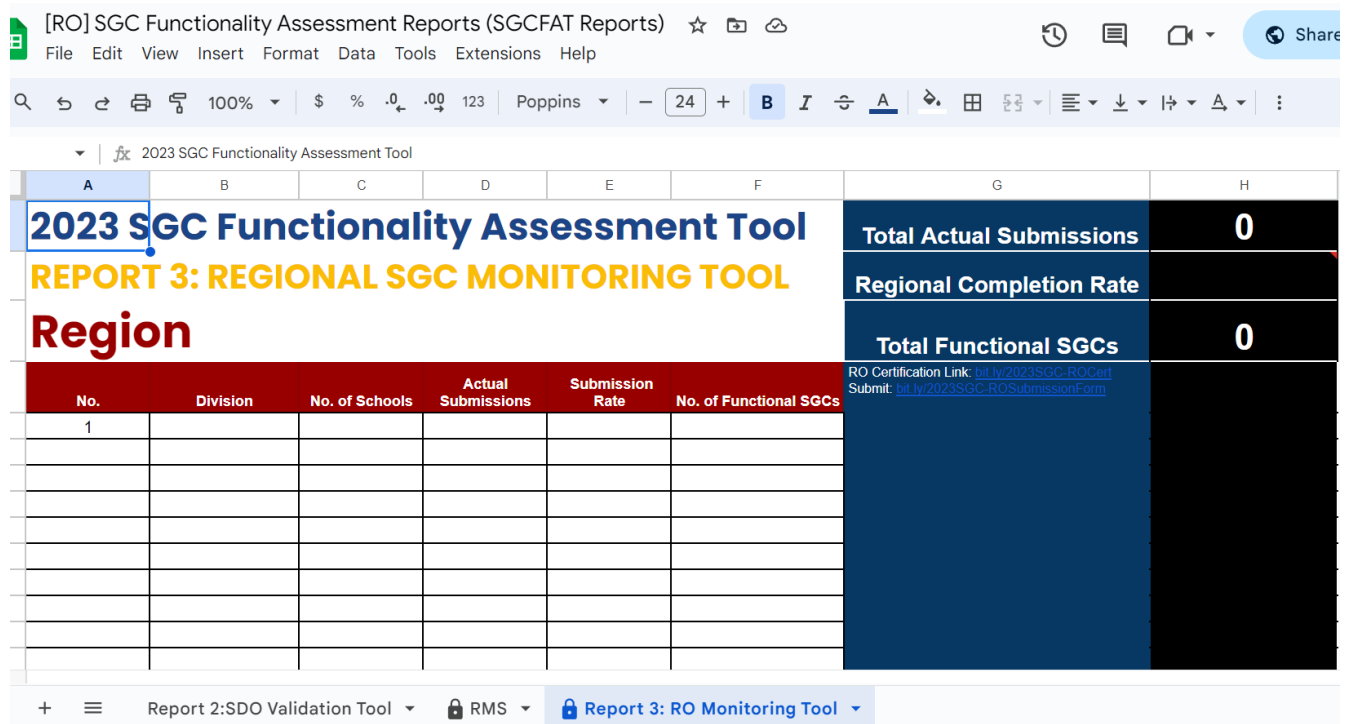 [RO] SGC Functionality Assessment Reports (SGCFAT Reports)
File Edit View Insert Format Data Tools Extensions Help
Share
100% $ % .0 .00 123 Poppins 24 B I A A
fx 2023 SGC Functionality Assessment Tool
A B C D E F G H
2023 SGC Functionality Assessment Tool
Total Actual Submissions 0
REPORT 3: REGIONAL SGC MONITORING TOOL
Regional Completion Rate
Region
Total Functional SGCs 0
No. Division No. of Schools Actual Submissions Submission Rate No. of Functional SGCs
RO Certification Link: bit.ly/2023SGC-ROCert
Submit: bit.ly/2023SGC-ROSubmissionForm
1
Report 2:SDO Validation Tool RMS Report 3: RO Monitoring Tool